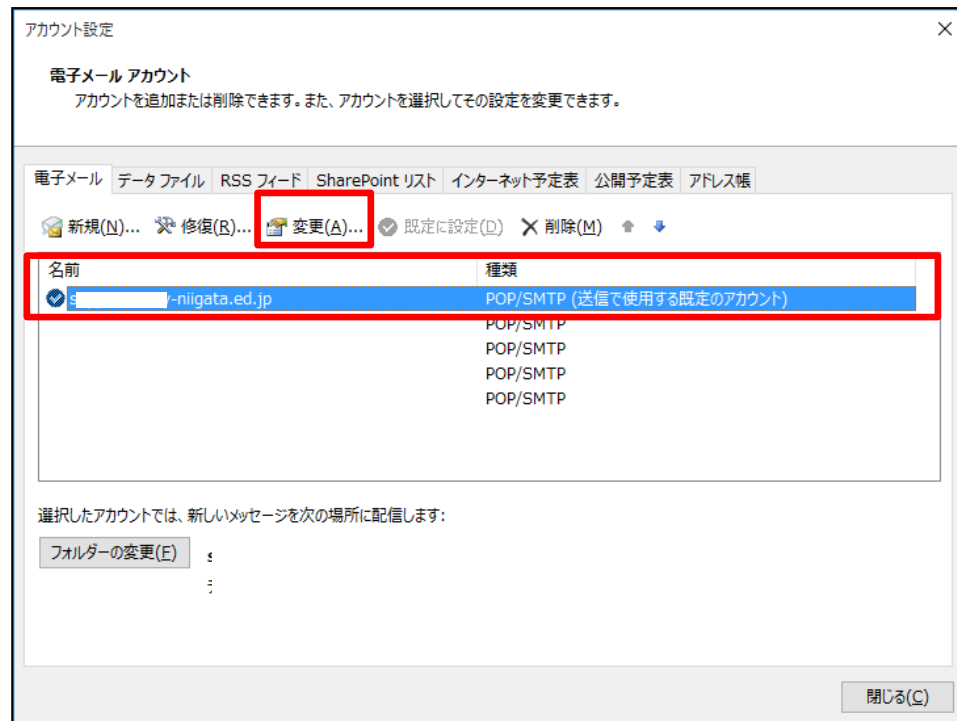 アカウント設定
電子メール アカウント
アカウントを追加または削除できます。また、アカウントを選択してその設定を変更できます。
電子メール データ ファイル RSS フィード SharePoint リスト インターネット予定表 公開予定表 アドレス帳
新規(N)... 修復(R)... 変更(A)... 既定に設定(D) 削除(M)
名前 種類
s y-niigata.ed.jp POP/SMTP (送信で使用する既定のアカウント)
POP/SMTP
POP/SMTP
POP/SMTP
POP/SMTP
選択したアカウントでは、新しいメッセージを次の場所に配信します:
フォルダーの変更(F)
閉じる(C)